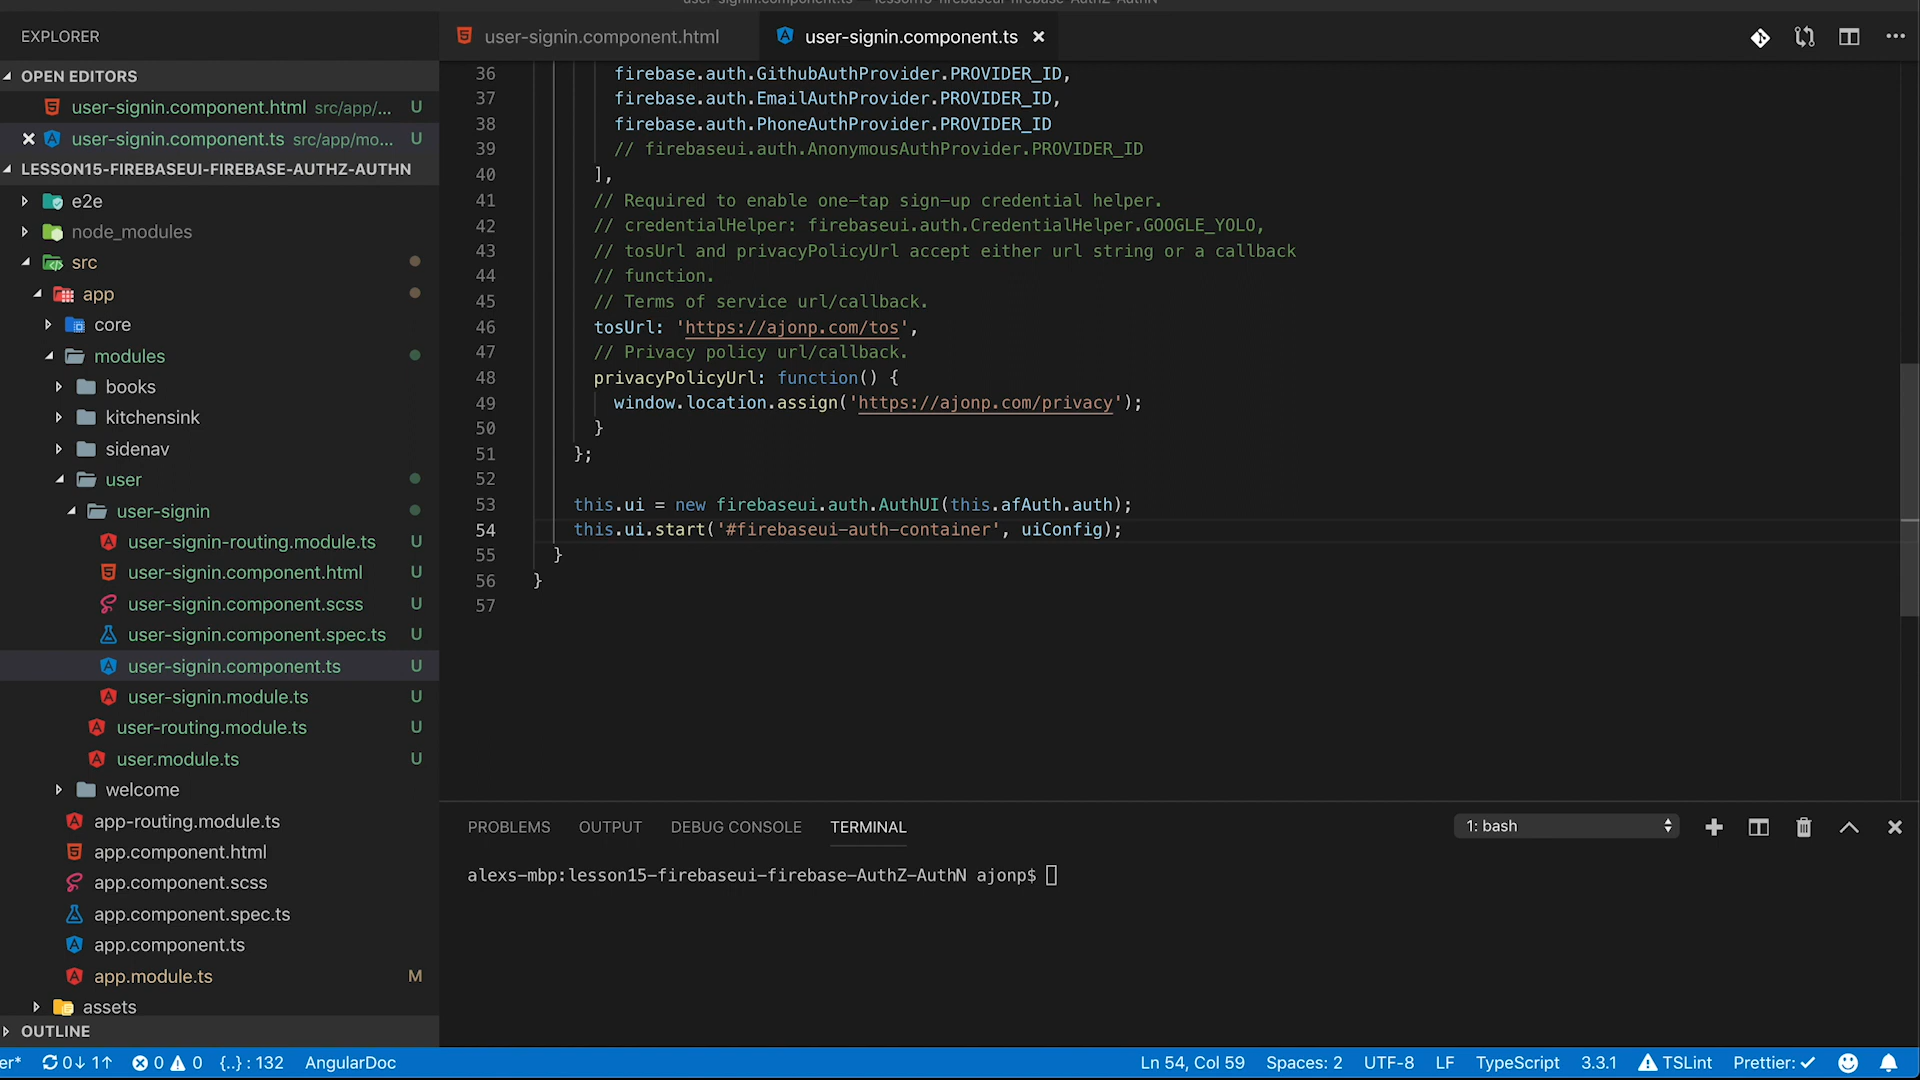 user-signin.component.ts — lesson15-firebaseui-firebase-AuthZ-AuthN
EXPLORER
OPEN EDITORS
user-signin.component.html src/app/... U
user-signin.component.ts src/app/mo... U
LESSON15-FIREBASEUI-FIREBASE-AUTHZ-AUTHN
e2e
node_modules
src
app
core
modules
books
kitchensink
sidenav
user
user-signin
user-signin-routing.module.ts U
user-signin.component.html U
user-signin.component.scss U
user-signin.component.spec.ts U
user-signin.component.ts U
user-signin.module.ts U
user-routing.module.ts U
user.module.ts U
welcome
app-routing.module.ts
app.component.html
app.component.scss
app.component.spec.ts
app.component.ts
app.module.ts M
assets
OUTLINE
user-signin.component.html
user-signin.component.ts
36 firebase.auth.GithubAuthProvider.PROVIDER_ID,
37 firebase.auth.EmailAuthProvider.PROVIDER_ID,
38 firebase.auth.PhoneAuthProvider.PROVIDER_ID
39 // firebaseui.auth.AnonymousAuthProvider.PROVIDER_ID
40 ],
41 // Required to enable one-tap sign-up credential helper.
42 // credentialHelper: firebaseui.auth.CredentialHelper.GOOGLE_YOLO,
43 // tosUrl and privacyPolicyUrl accept either url string or a callback
44 // function.
45 // Terms of service url/callback.
46 tosUrl: 'https://ajonp.com/tos',
47 // Privacy policy url/callback.
48 privacyPolicyUrl: function() {
49 window.location.assign('https://ajonp.com/privacy');
50 }
51 };
52
53 this.ui = new firebaseui.auth.AuthUI(this.afAuth.auth);
54 this.ui.start('#firebaseui-auth-container', uiConfig);
55 }
56 }
57
PROBLEMS OUTPUT DEBUG CONSOLE TERMINAL 1: bash
alexs-mbp:lesson15-firebaseui-firebase-AuthZ-AuthN ajonp$
er* 0↓ 1↑ 0 0 {..} : 132 AngularDoc Ln 54, Col 59 Spaces: 2 UTF-8 LF TypeScript 3.3.1 TSLint Prettier: ✓